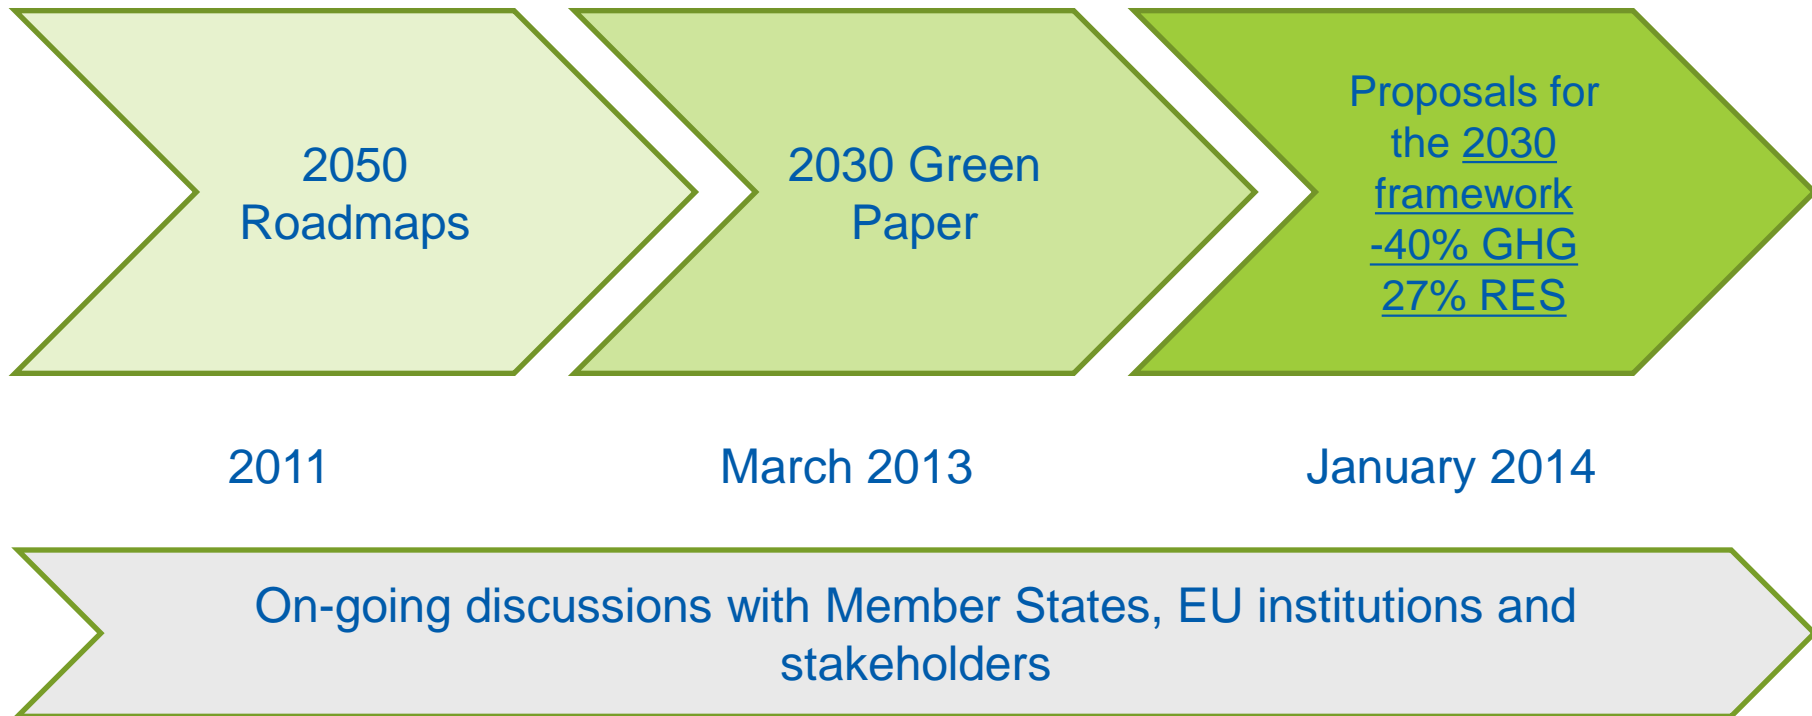 2050
Roadmaps
2030 Green
Paper
Proposals for
the 2030
framework
-40% GHG
27% RES
2011
March 2013
January 2014
On-going discussions with Member States, EU institutions and
stakeholders